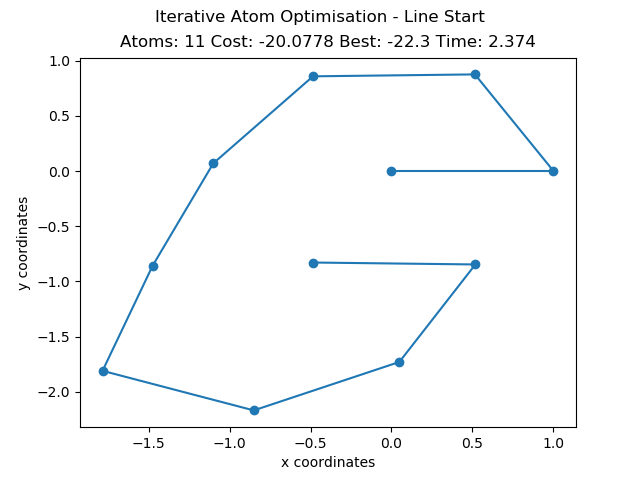 Iterative Atom Optimisation - Line Start
Atoms: 11 Cost: -20.0778 Best: -22.3 Time: 2.374
1.0
0.5
0.0
−0.5
−1.0
−1.5
−2.0
y coordinates
−1.5 −1.0 −0.5 0.0 0.5 1.0
x coordinates